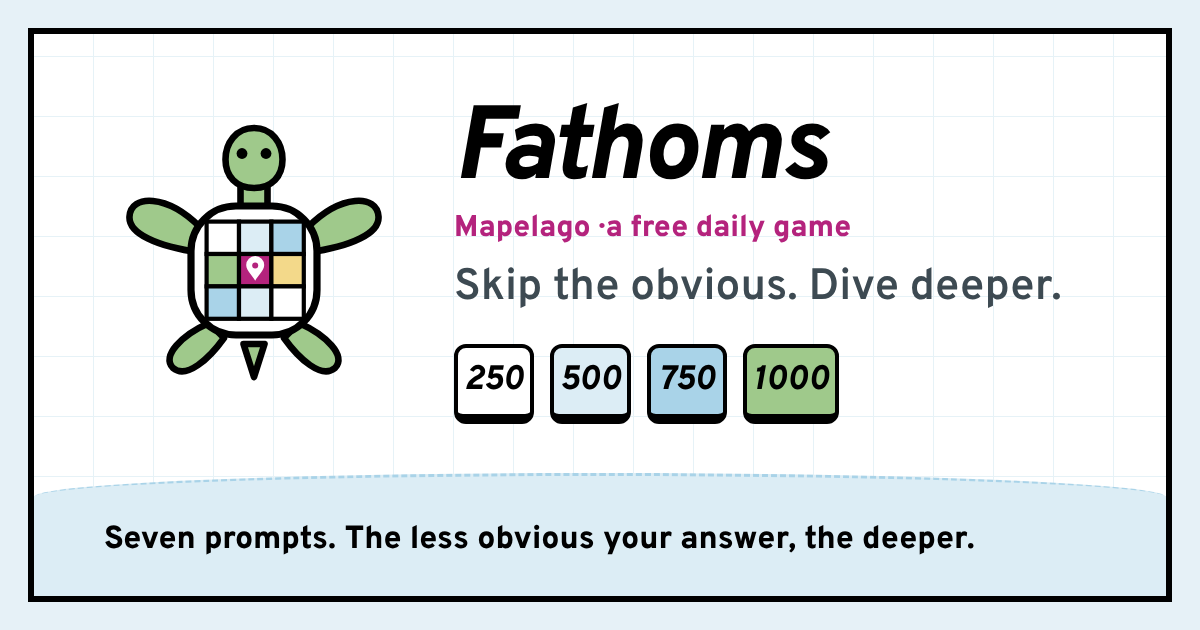 Fathoms
Mapelago ·a free daily game
Skip the obvious. Dive deeper.
250 500 750 1000
Seven prompts. The less obvious your answer, the deeper.